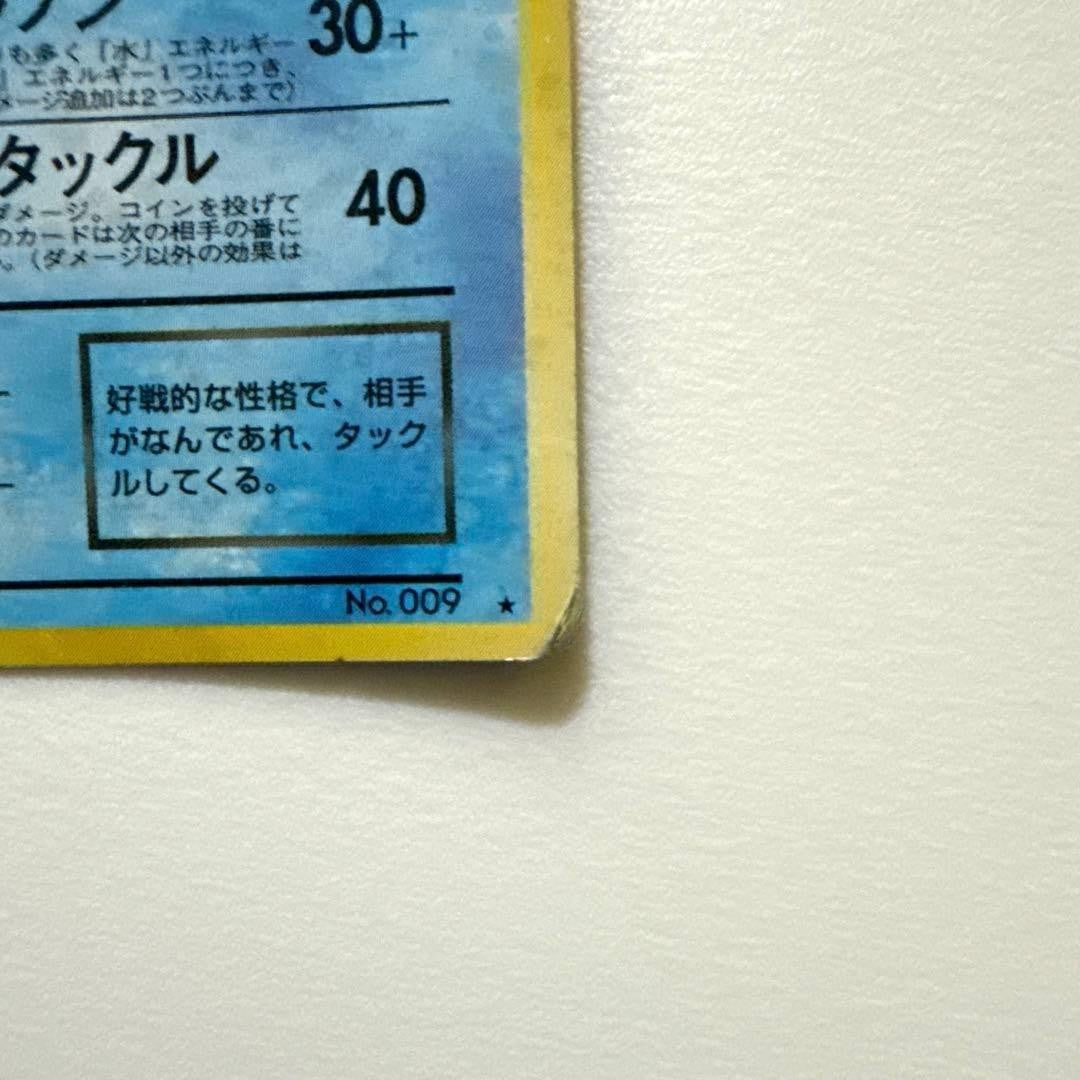 30+
も多く『水』エネルギー
』エネルギー1つにつき、
メージ追加は2つぶんまで)
タックル
40
ダメージ。コインを投げて
のカードは次の相手の番に
。(ダメージ以外の効果は
好戦的な性格で、相手
がなんであれ、タック
ルしてくる。
No. 009 ★